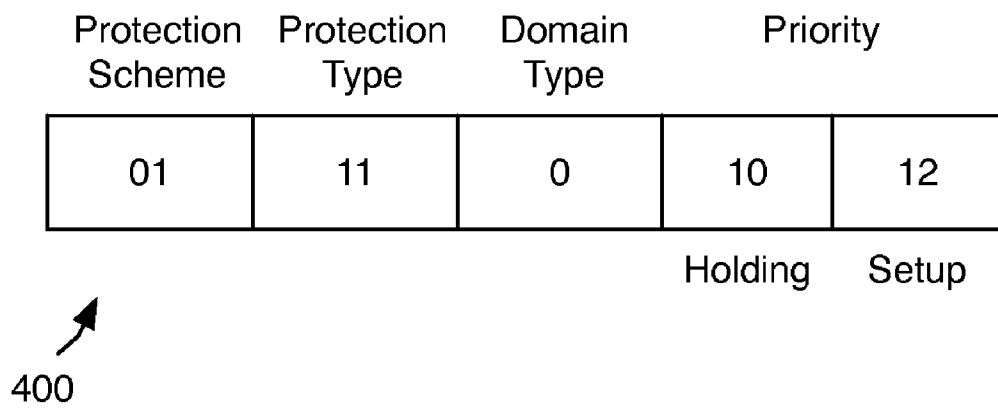 Protection Scheme
Protection Type
Domain Type
Priority
01 11 0 10 12
Holding Setup
400